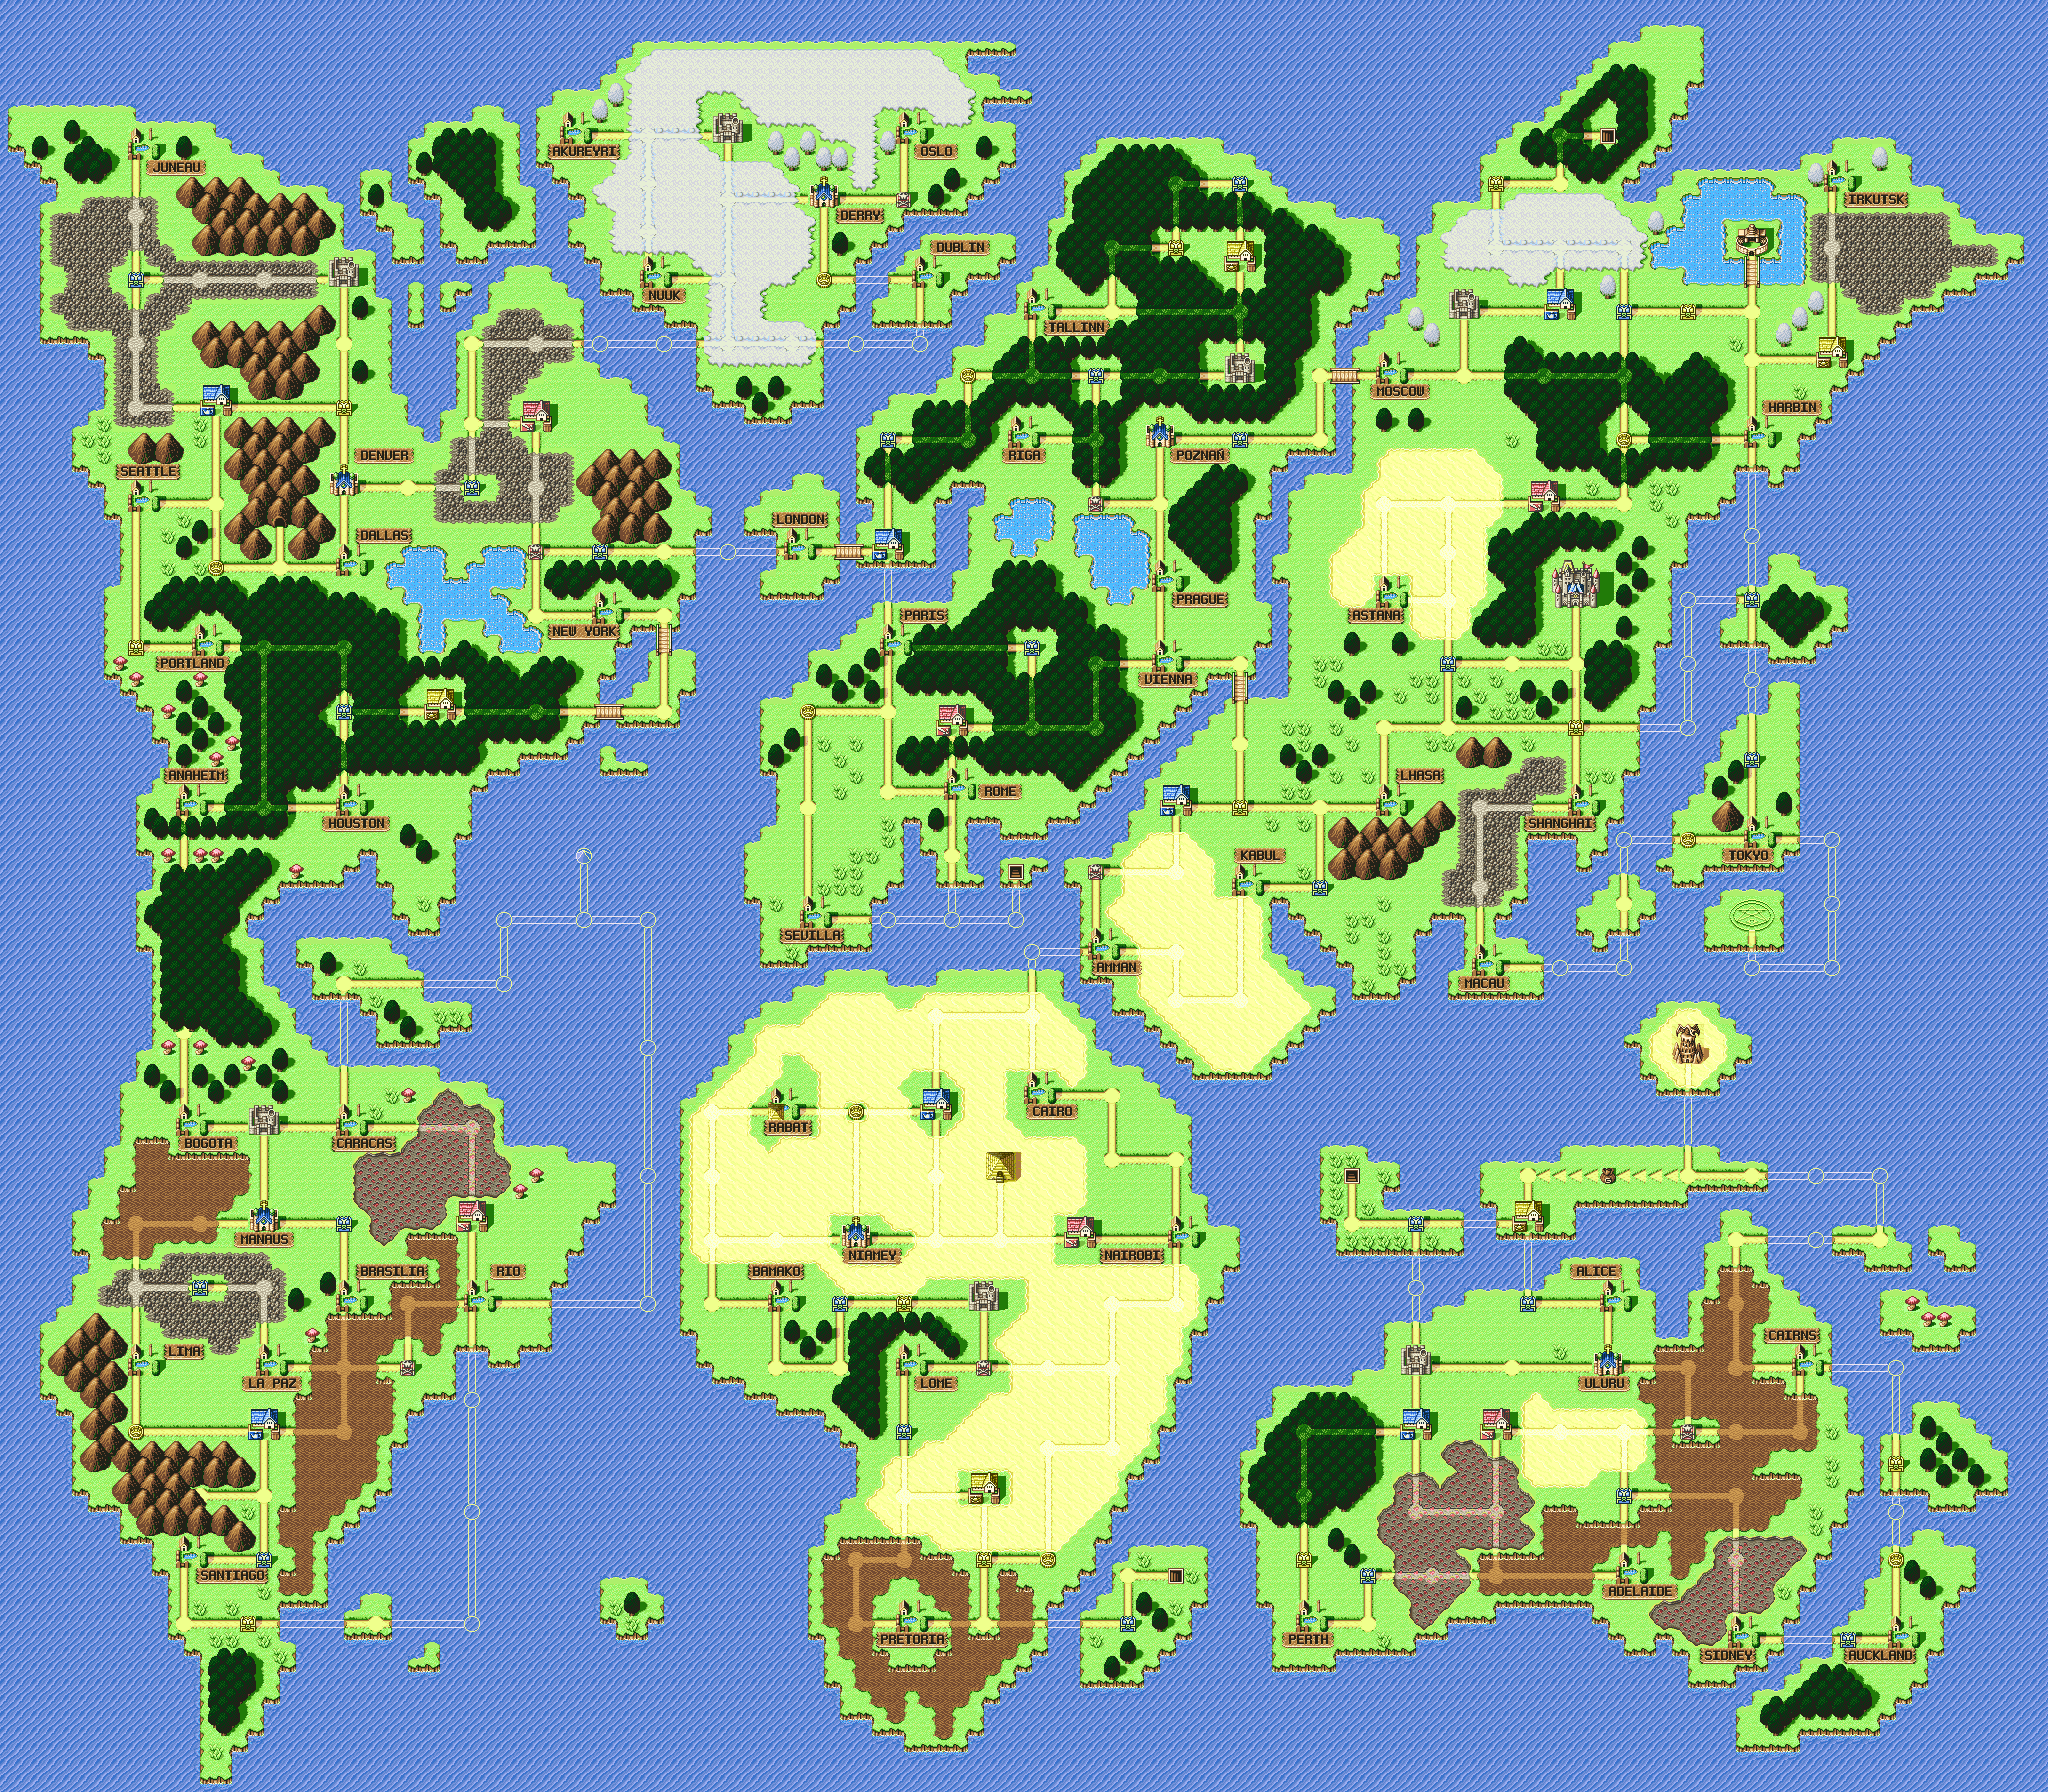 AKUREYRI
OSLO
JUNEAU
IRKUTSK
DERRY
DUBLIN
NUUK
TALLINN
MOSCOW
HARBIN
DENVER
RIGA
POZNAŃ
SEATTLE
LONDON
DALLAS
PRAGUE
PARIS
ASTANA
NEW YORK
PORTLAND
VIENNA
ANAHEIM
LHASA
ROME
HOUSTON
SHANGHAI
KABUL
TOKYO
SEVILLA
AMMAN
MACAU
CAIRO
RABAT
BOGOTA
CARACAS
MANAUS
NIAMEY
NAIROBI
BRASILIA
RIO
BAMAKO
ALICE
CAIRNS
LIMA
LA PAZ
LOME
ULURU
SANTIAGO
ADELAIDE
PRETORIA
PERTH
SIDNEY
AUCKLAND